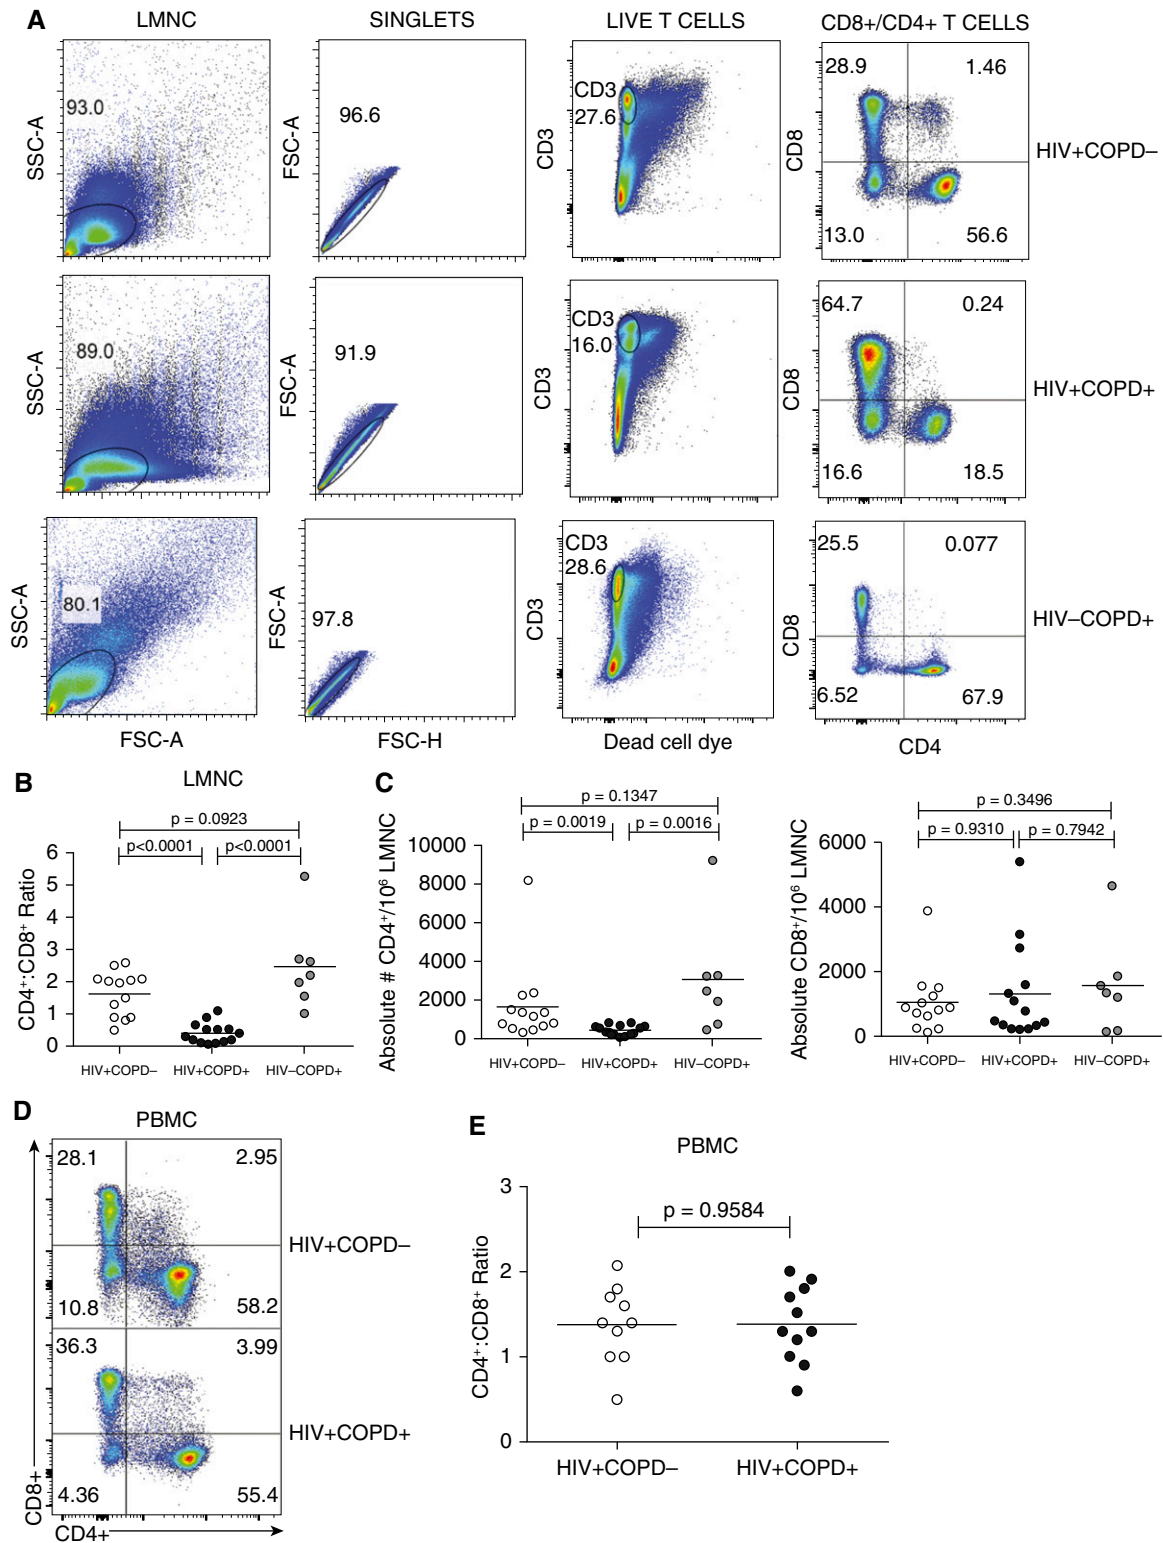 A
LMNC
SINGLETS
LIVE T CELLS
CD8+/CD4+ T CELLS
SSC-A
93.0
FSC-A
96.6
CD3
CD3
27.6
CD8
28.9
1.46
13.0
56.6
HIV+COPD–
SSC-A
89.0
FSC-A
91.9
CD3
CD3
16.0
CD8
64.7
0.24
16.6
18.5
HIV+COPD+
SSC-A
80.1
FSC-A
97.8
CD3
CD3
28.6
CD8
25.5
0.077
6.52
67.9
HIV–COPD+
FSC-A
FSC-H
Dead cell dye
CD4
B
LMNC
p = 0.0923
p<0.0001
p<0.0001
CD4+:CD8+ Ratio
6
5
4
3
2
1
0
HIV+COPD–
HIV+COPD+
HIV–COPD+
C
p = 0.1347
p = 0.0019
p = 0.0016
Absolute # CD4+/10⁶ LMNC
10000
8000
6000
4000
2000
0
HIV+COPD–
HIV+COPD+
HIV–COPD+
p = 0.3496
p = 0.9310
p = 0.7942
Absolute CD8+/10⁶ LMNC
6000
4000
2000
0
HIV+COPD–
HIV+COPD+
HIV–COPD+
D
PBMC
28.1
2.95
10.8
58.2
HIV+COPD–
36.3
3.99
4.36
55.4
HIV+COPD+
CD8+
CD4+
E
PBMC
p = 0.9584
CD4+:CD8+ Ratio
3
2
1
0
HIV+COPD–
HIV+COPD+